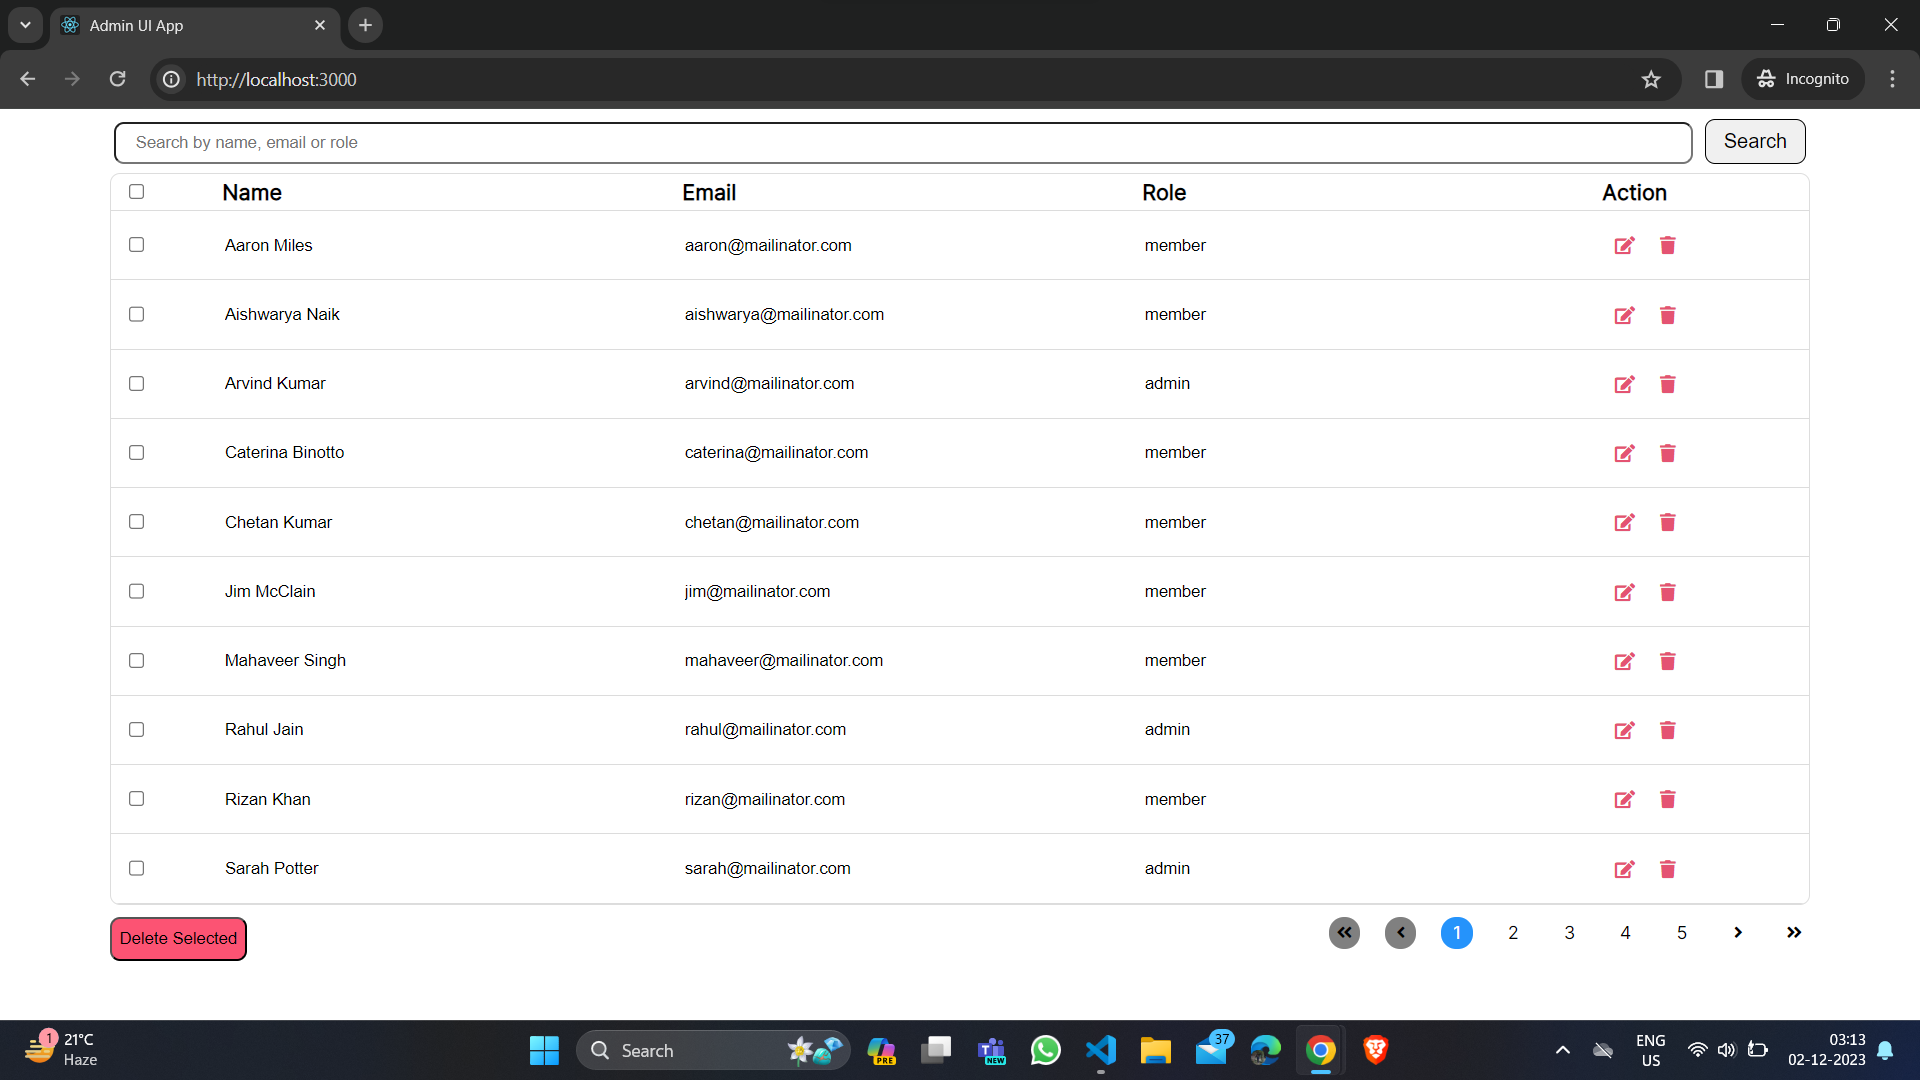 Admin UI App
http://localhost:3000
Incognito
Search by name, email or role
Search
Name Email Role Action
Aaron Miles aaron@mailinator.com member
Aishwarya Naik aishwarya@mailinator.com member
Arvind Kumar arvind@mailinator.com admin
Caterina Binotto caterina@mailinator.com member
Chetan Kumar chetan@mailinator.com member
Jim McClain jim@mailinator.com member
Mahaveer Singh mahaveer@mailinator.com member
Rahul Jain rahul@mailinator.com admin
Rizan Khan rizan@mailinator.com member
Sarah Potter sarah@mailinator.com admin
Delete Selected
« ‹ 1 2 3 4 5 › »
1
21°C
Haze
Search
PRE
NEW
37
ENG
US
03:13
02-12-2023